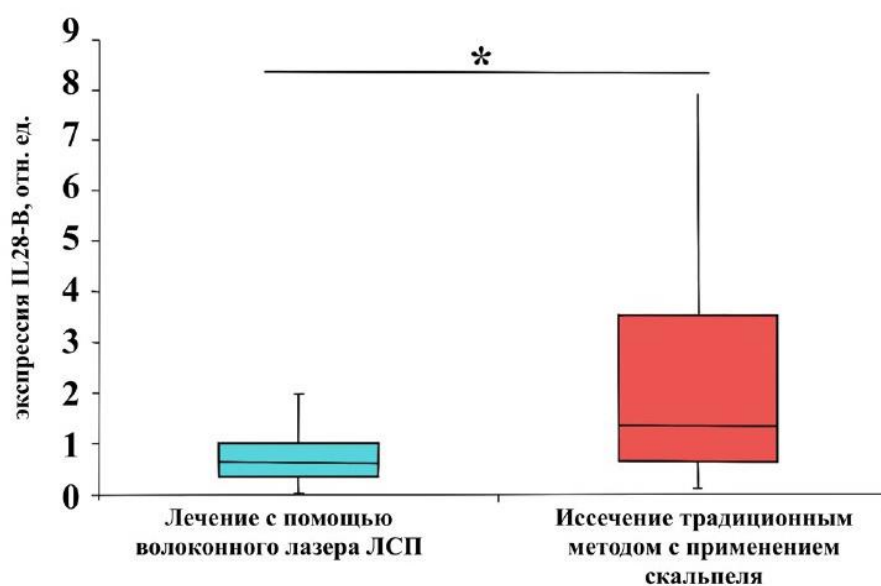 9
*
8
7
6
5
4
3
2
1
0
экспрессия IL28-B, отн. ед.
Лечение с помощью
волоконного лазера ЛСП
Иссечение традиционным
методом с применением
скальпеля